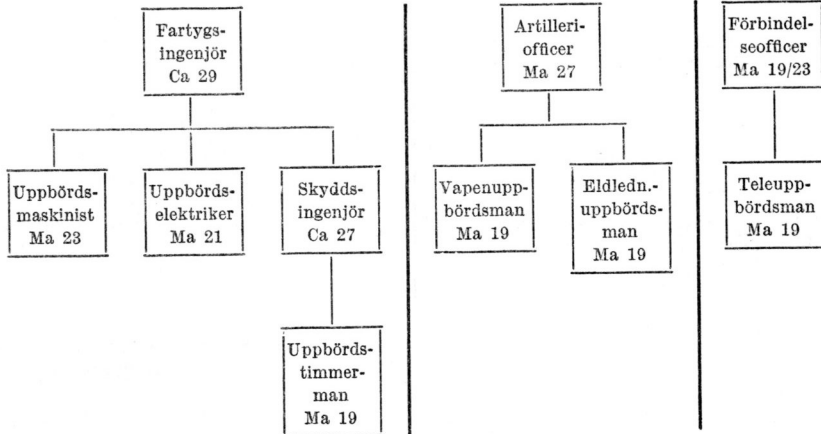 Fartygs-
ingenjör
Ca 29
Artilleri-
officer
Ma 27
Förbindel-
seofficer
Ma 19/23
Uppbörds-
maskinist
Ma 23
Uppbörds-
elektriker
Ma 21
Skydds-
ingenjör
Ca 27
Vapenupp-
bördsman
Ma 19
Eldledn.-
uppbörds-
man
Ma 19
Teleupp-
bördsman
Ma 19
Uppbörds-
timmer-
man
Ma 19